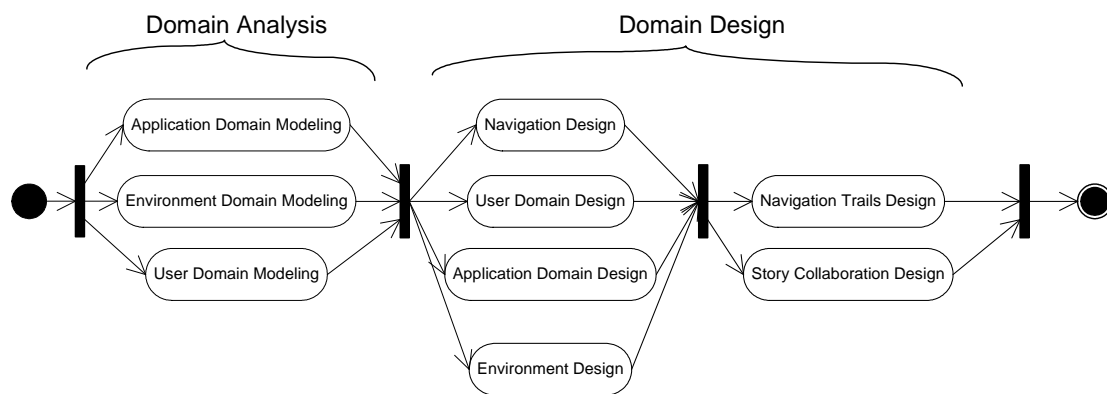 Domain Analysis
Domain Design
Application Domain Modeling
Environment Domain Modeling
User Domain Modeling
Navigation Design
User Domain Design
Application Domain Design
Environment Design
Navigation Trails Design
Story Collaboration Design